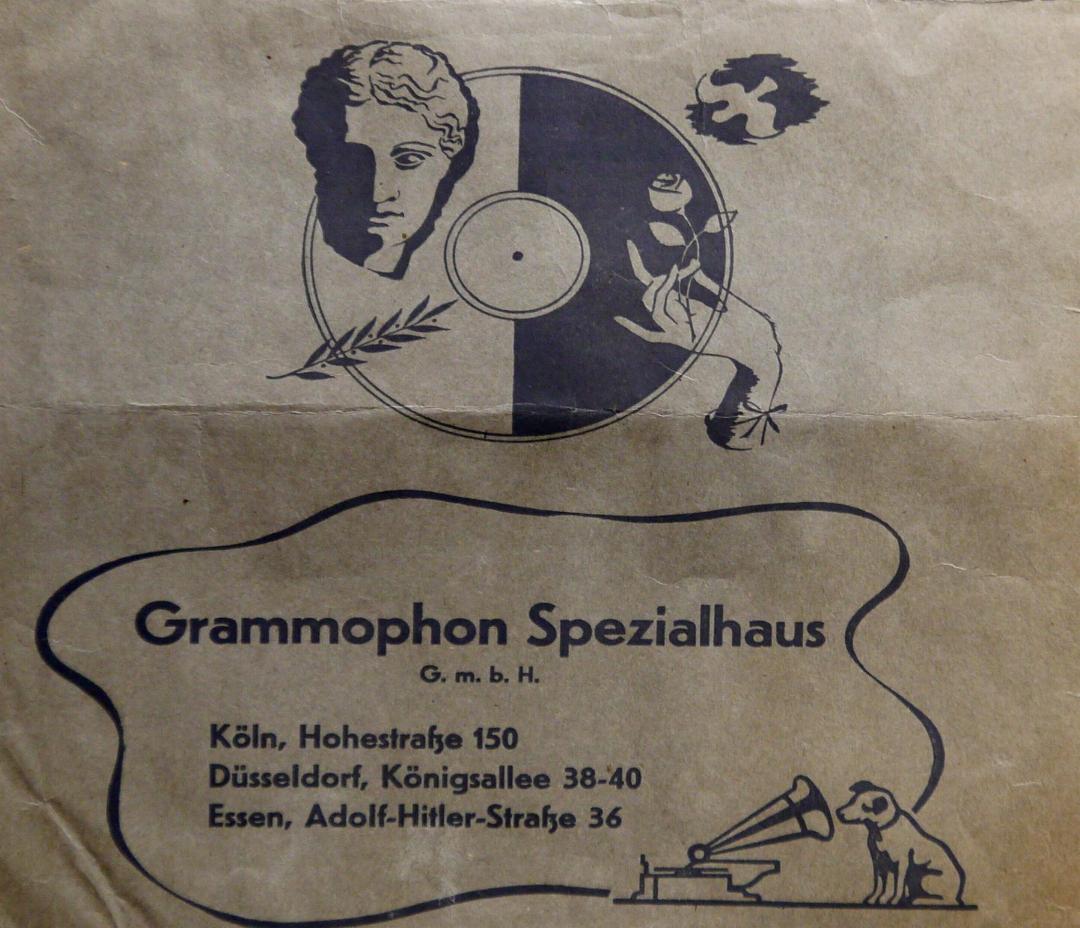 Grammophon Spezialhaus
G. m. b. H.
Köln, Hohestraße 150
Düsseldorf, Königsallee 38-40
Essen, Adolf-Hitler-Straße 36